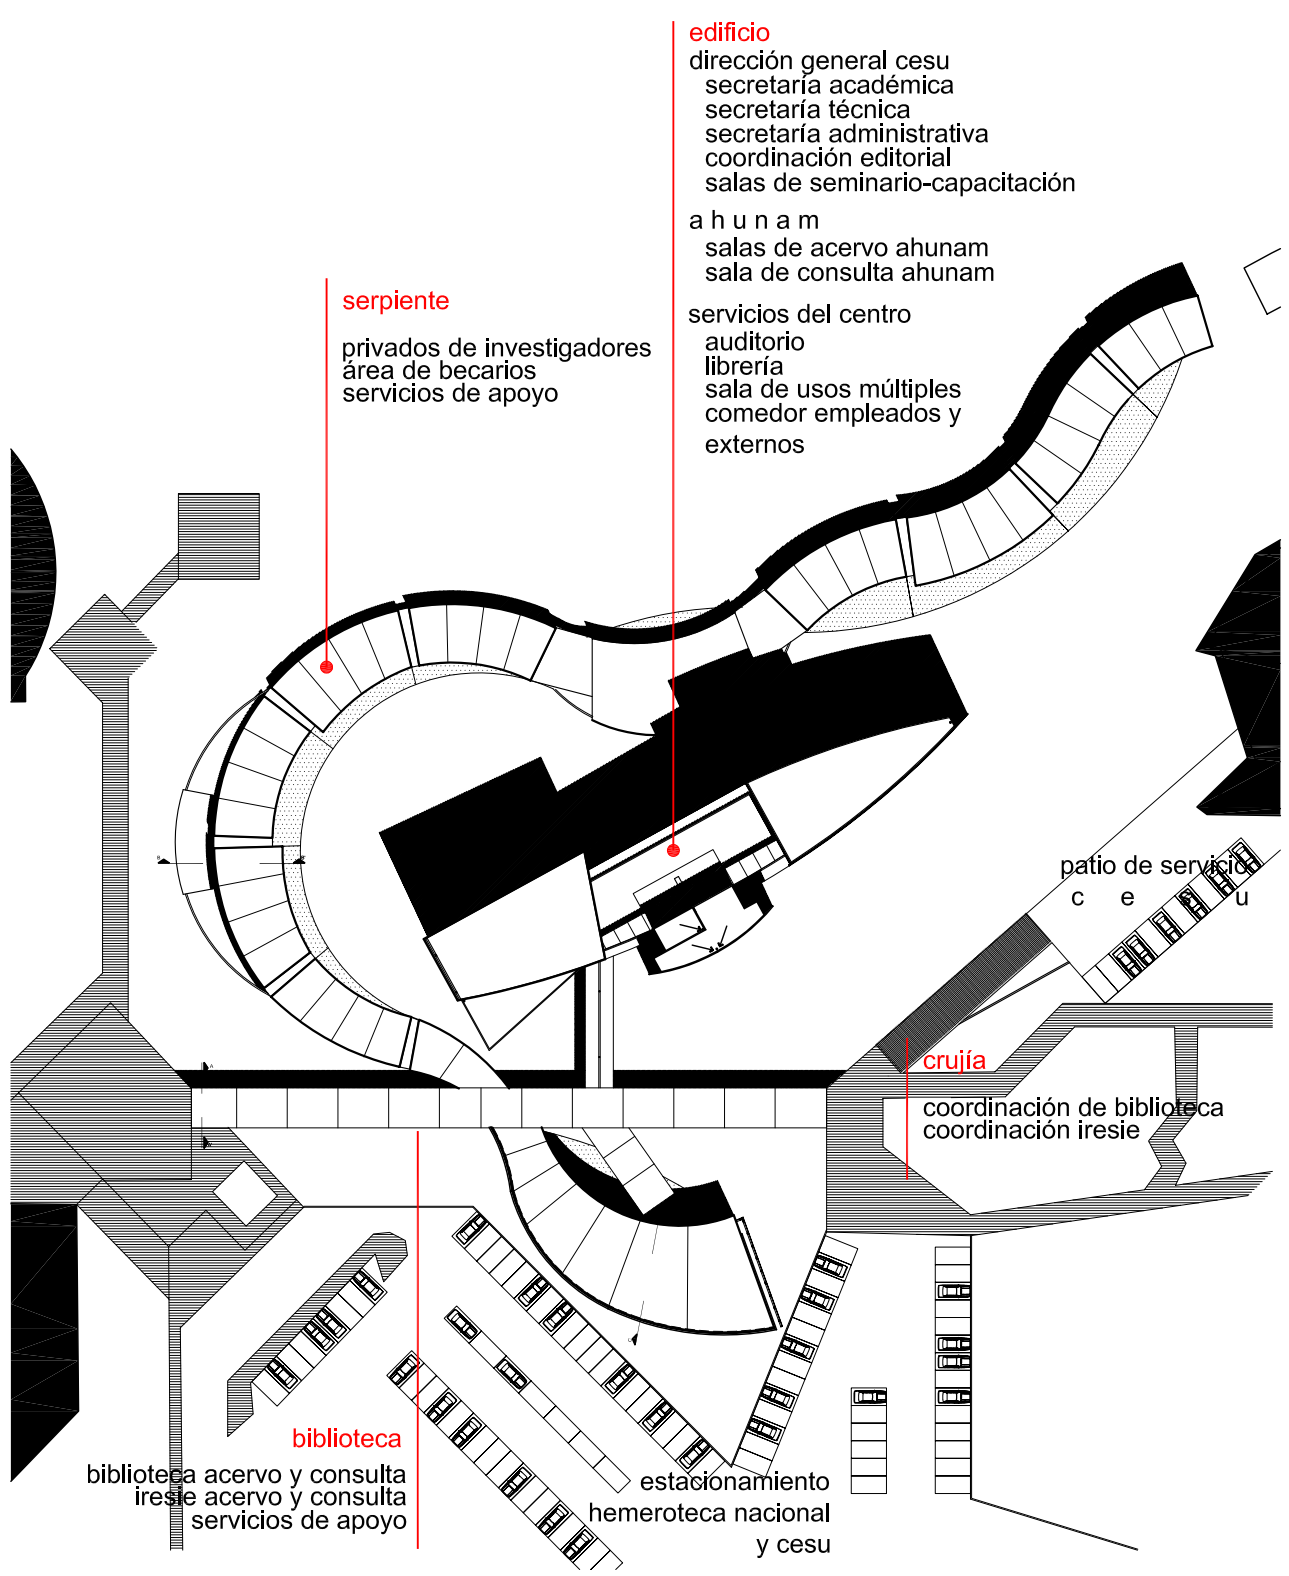 edificio
dirección general cesu
secretaría académica
secretaría técnica
secretaría administrativa
coordinación editorial
salas de seminario-capacitación
a h u n a m
salas de acervo ahunam
sala de consulta ahunam
servicios del centro
auditorio
librería
sala de usos múltiples
comedor empleados y
externos
serpiente
privados de investigadores
área de becarios
servicios de apoyo
patio de servicio
c e s u
crujía
coordinación de biblioteca
coordinación iresie
biblioteca
biblioteca acervo y consulta
iresie acervo y consulta
servicios de apoyo
estacionamiento
hemeroteca nacional
y cesu